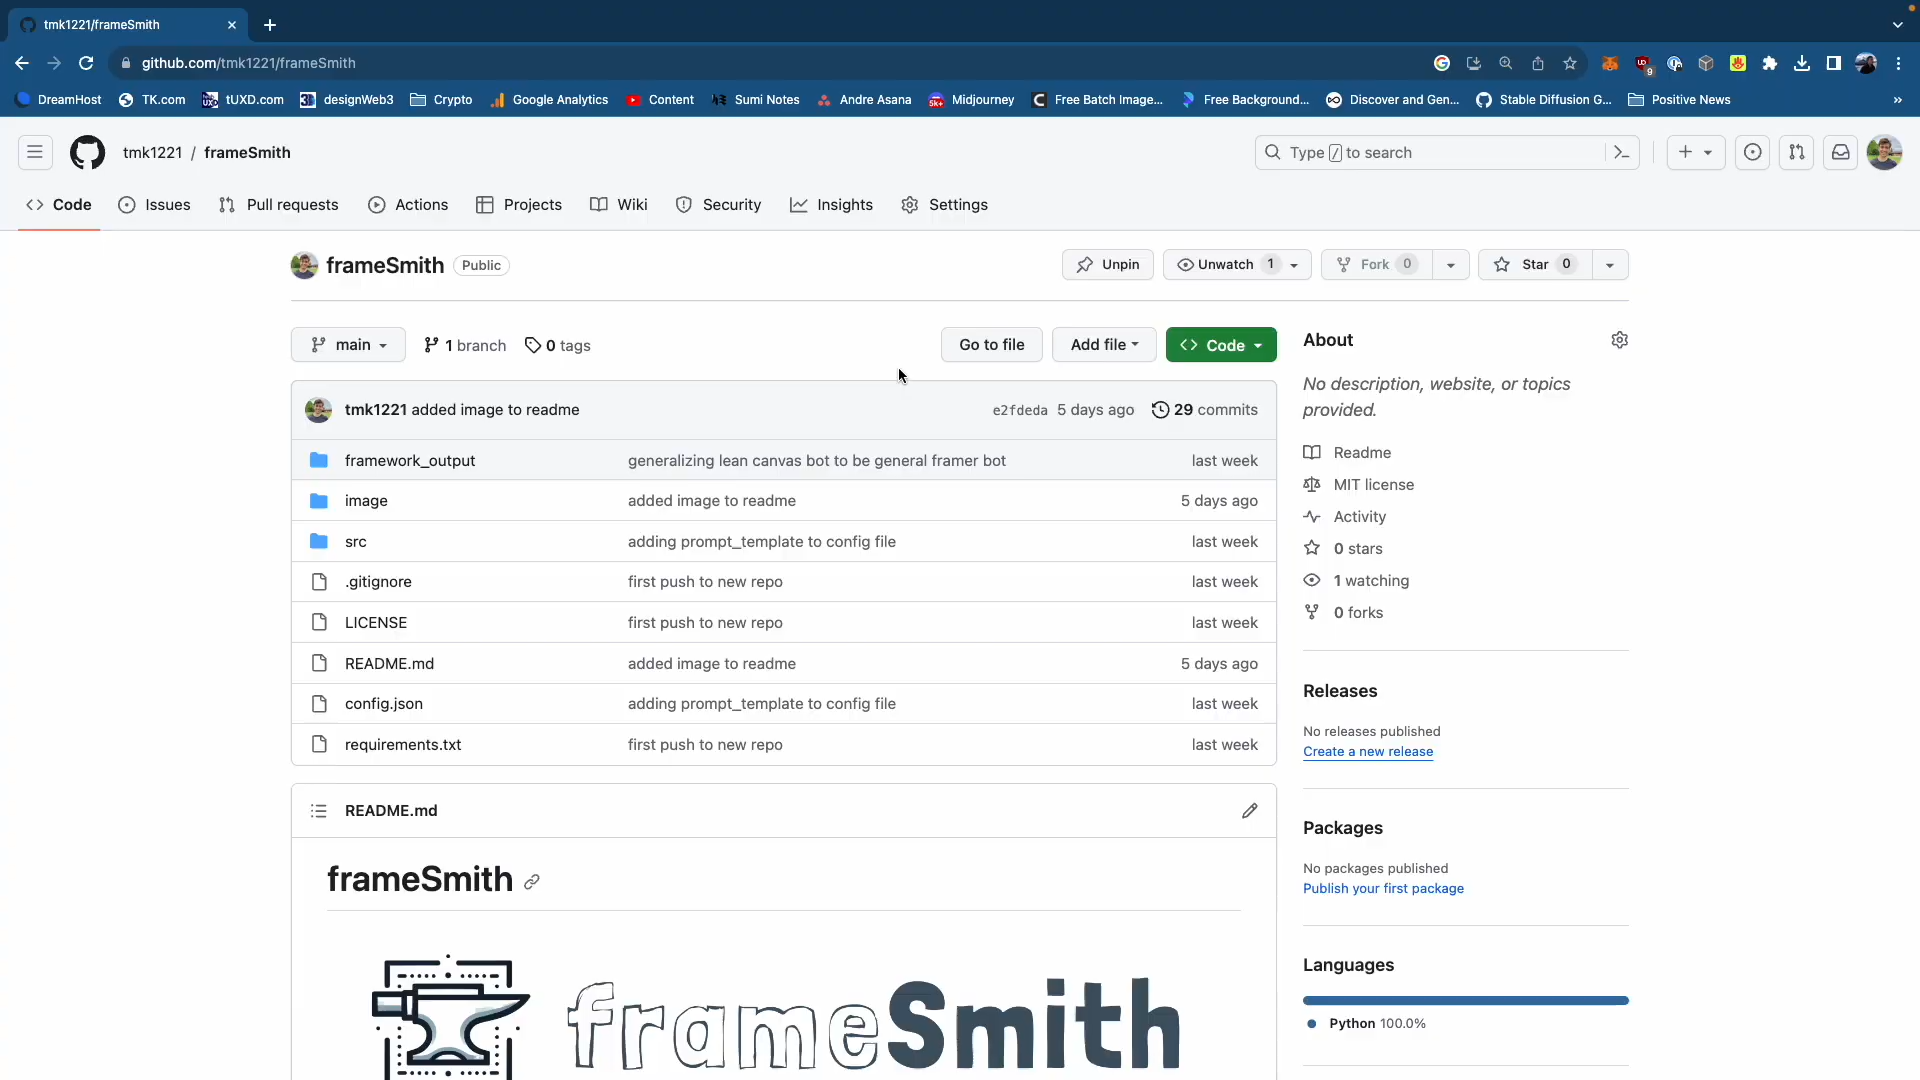 tmk1221/frameSmith
github.com/tmk1221/frameSmith
9
DreamHost TK.com tUXD.com designWeb3 Crypto Google Analytics Content Sumi Notes Andre Asana Midjourney Free Batch Image... Free Background... Discover and Gen... Stable Diffusion G... Positive News »
tmk1221 / frameSmith Type / to search
Code Issues Pull requests Actions Projects Wiki Security Insights Settings
frameSmith Public Unpin Unwatch 1 Fork 0 Star 0
main 1 branch 0 tags Go to file Add file Code
tmk1221 added image to readme e2fdeda 5 days ago 29 commits
framework_output generalizing lean canvas bot to be general framer bot last week
image added image to readme 5 days ago
src adding prompt_template to config file last week
.gitignore first push to new repo last week
LICENSE first push to new repo last week
README.md added image to readme 5 days ago
config.json adding prompt_template to config file last week
requirements.txt first push to new repo last week
README.md
frameSmith
frameSmith
About
No description, website, or topics
provided.
Readme
MIT license
Activity
0 stars
1 watching
0 forks
Releases
No releases published
Create a new release
Packages
No packages published
Publish your first package
Languages
Python 100.0%